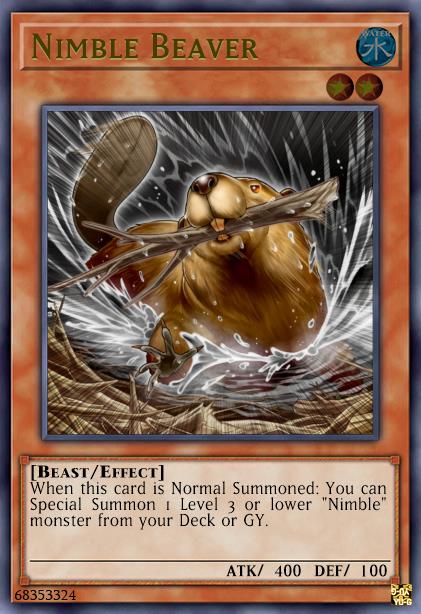 NIMBLE BEAVER
WATER
水
[BEAST/EFFECT]
When this card is Normal Summoned: You can
Special Summon 1 Level 3 or lower "Nimble"
monster from your Deck or GY.
ATK/ 400 DEF/ 100
68353324